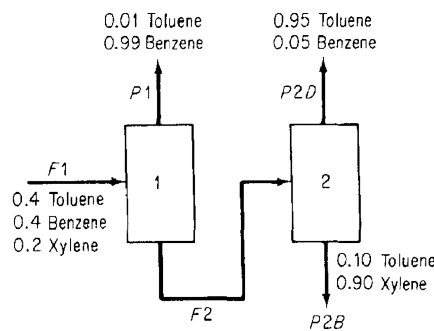 0.01 Toluene
0.99 Benzene
0.95 Toluene
0.05 Benzene
P1
P2D
F1
1
2
0.4 Toluene
0.4 Benzene
0.2 Xylene
0.10 Toluene
0.90 Xylene
F2
P2B